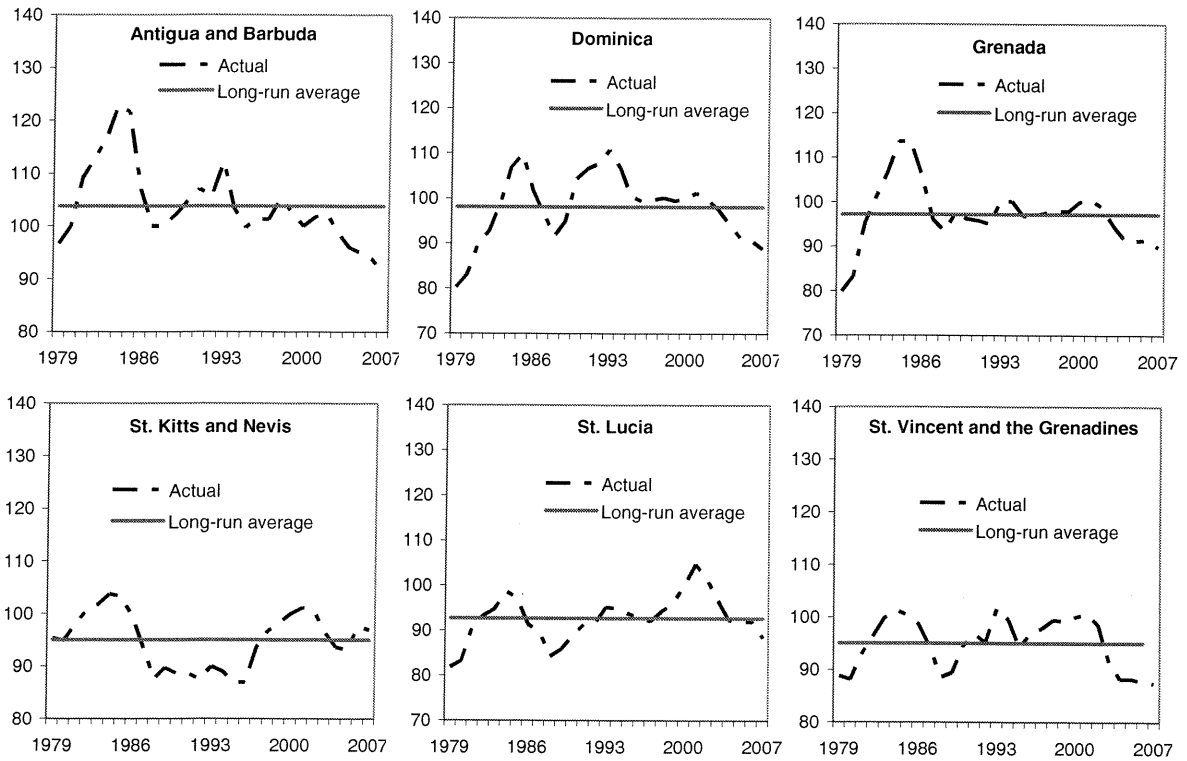 Antigua and Barbuda
Actual
Long-run average
140
130
120
110
100
90
80
1979 1986 1993 2000 2007
Dominica
Actual
Long-run average
140
130
120
110
100
90
80
70
1979 1986 1993 2000 2007
Grenada
Actual
Long-run average
140
130
120
110
100
90
80
70
1979 1986 1993 2000 2007
St. Kitts and Nevis
Actual
Long-run average
140
130
120
110
100
90
80
1979 1986 1993 2000 2007
St. Lucia
Actual
Long-run average
140
130
120
110
100
90
80
70
1979 1986 1993 2000 2007
St. Vincent and the Grenadines
Actual
Long-run average
140
130
120
110
100
90
80
1979 1986 1993 2000 2007